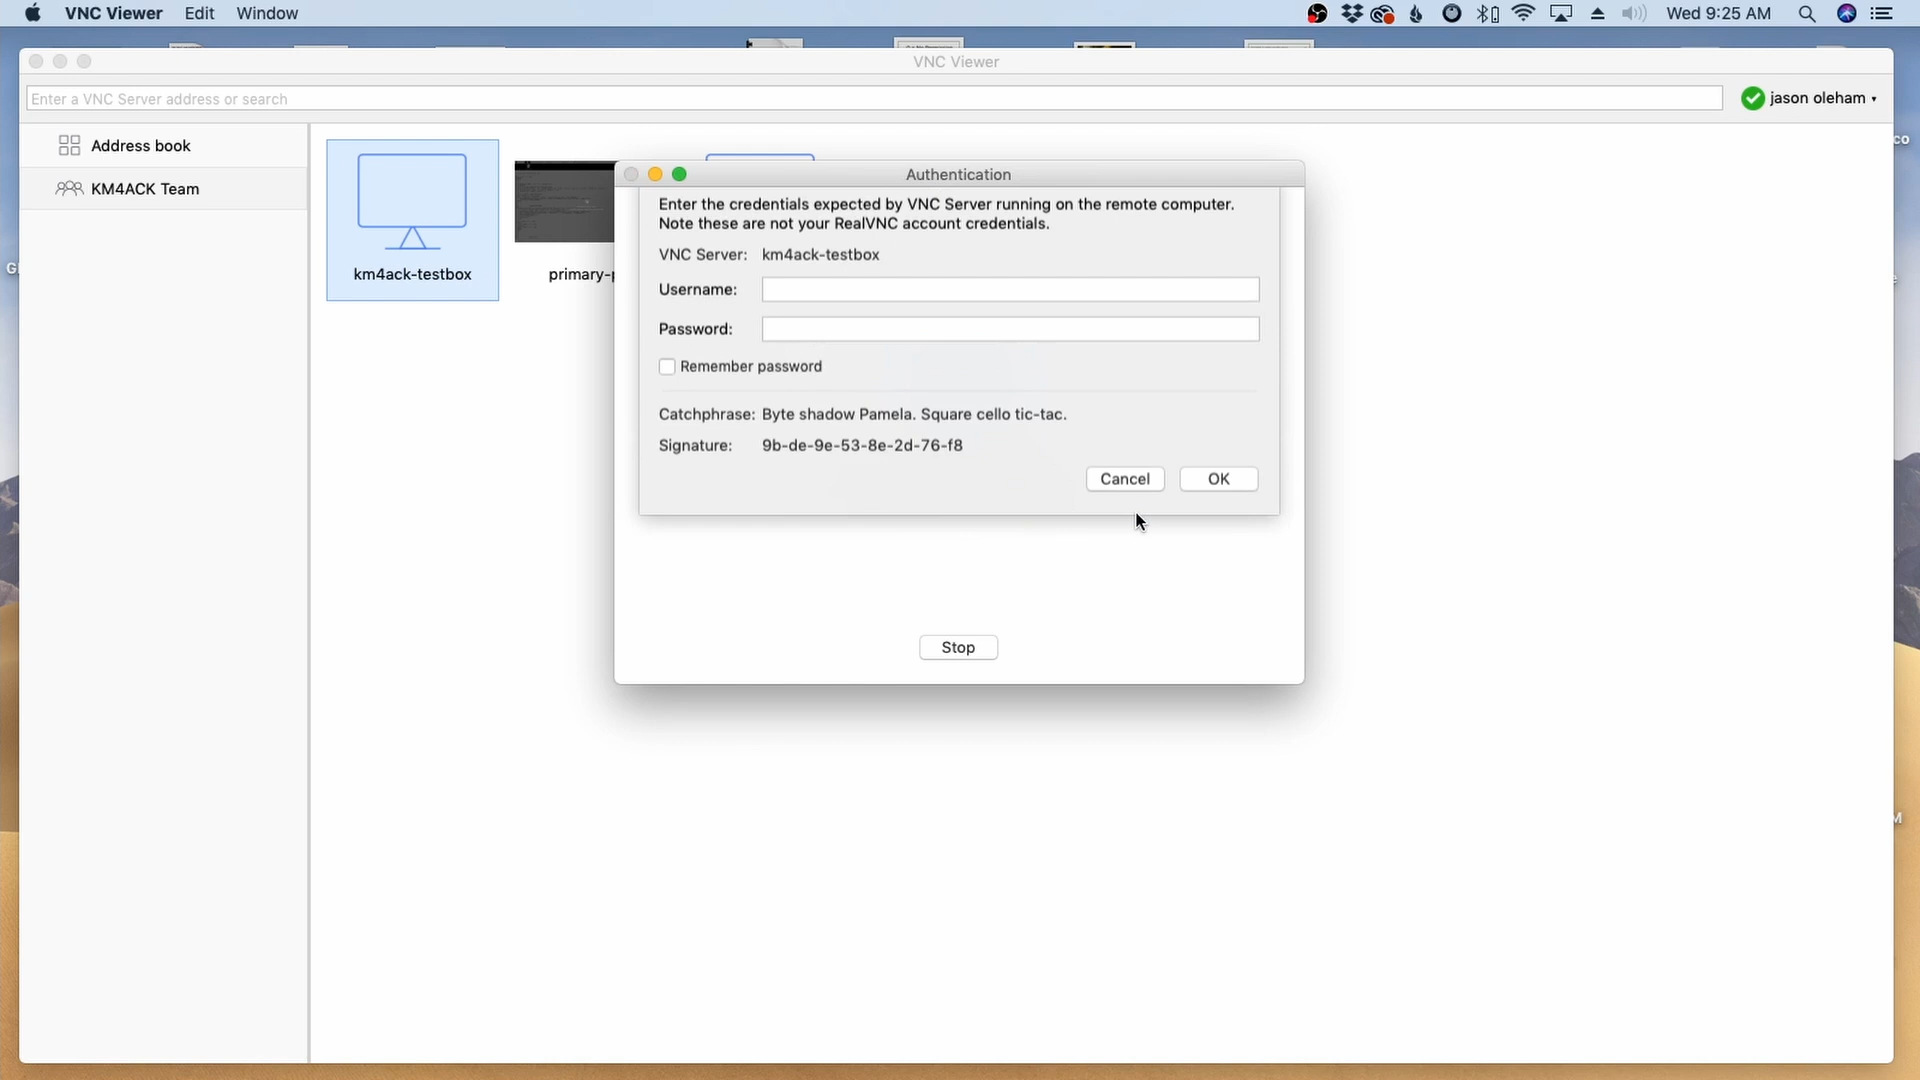 VNC Viewer Edit Window Wed 9:25 AM
VNC Viewer
Enter a VNC Server address or search
jason oleham
Address book
KM4ACK Team
km4ack-testbox
primary-p
Authentication
Enter the credentials expected by VNC Server running on the remote computer.
Note these are not your RealVNC account credentials.
VNC Server: km4ack-testbox
Username:
Password:
Remember password
Catchphrase: Byte shadow Pamela. Square cello tic-tac.
Signature: 9b-de-9e-53-8e-2d-76-f8
Cancel OK
Stop